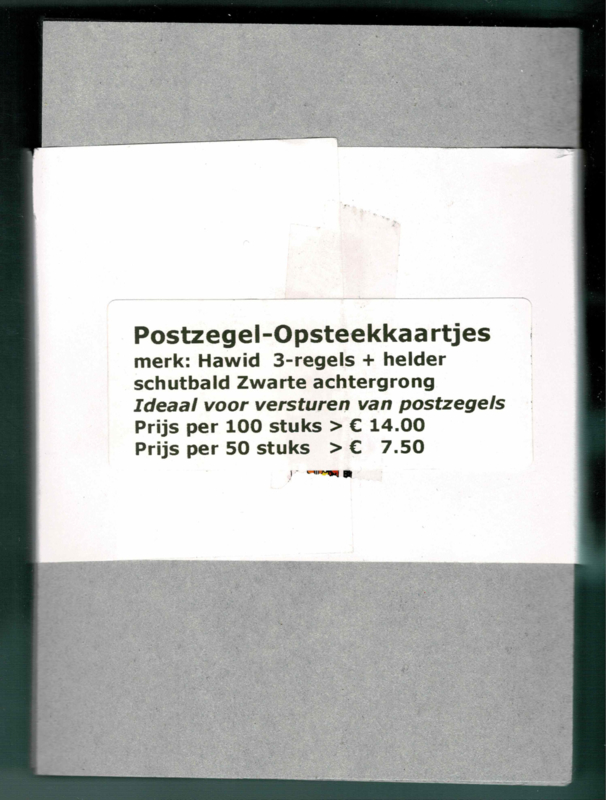 Postzegel-Opsteekkaartjes
merk: Hawid 3-regels + helder
schutbald Zwarte achtergrong
Ideaal voor versturen van postzegels
Prijs per 100 stuks > € 14.00
Prijs per 50 stuks > € 7.50